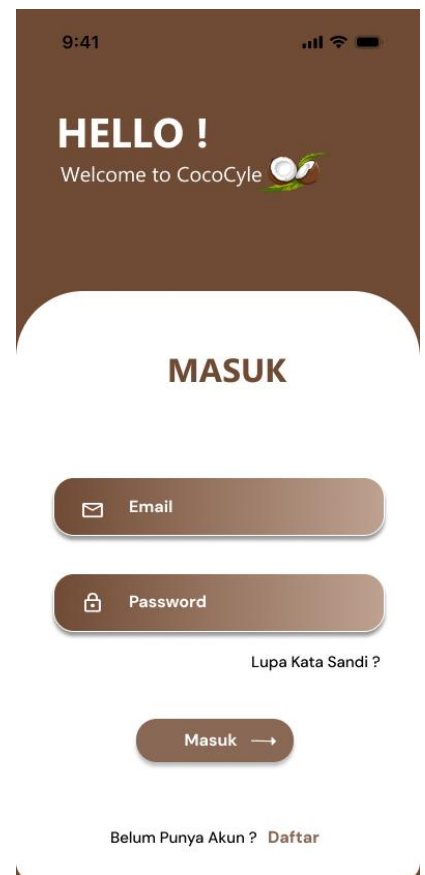 9:41
HELLO !
Welcome to CocoCyle
MASUK
Email
Password
Lupa Kata Sandi ?
Masuk
Belum Punya Akun ? Daftar